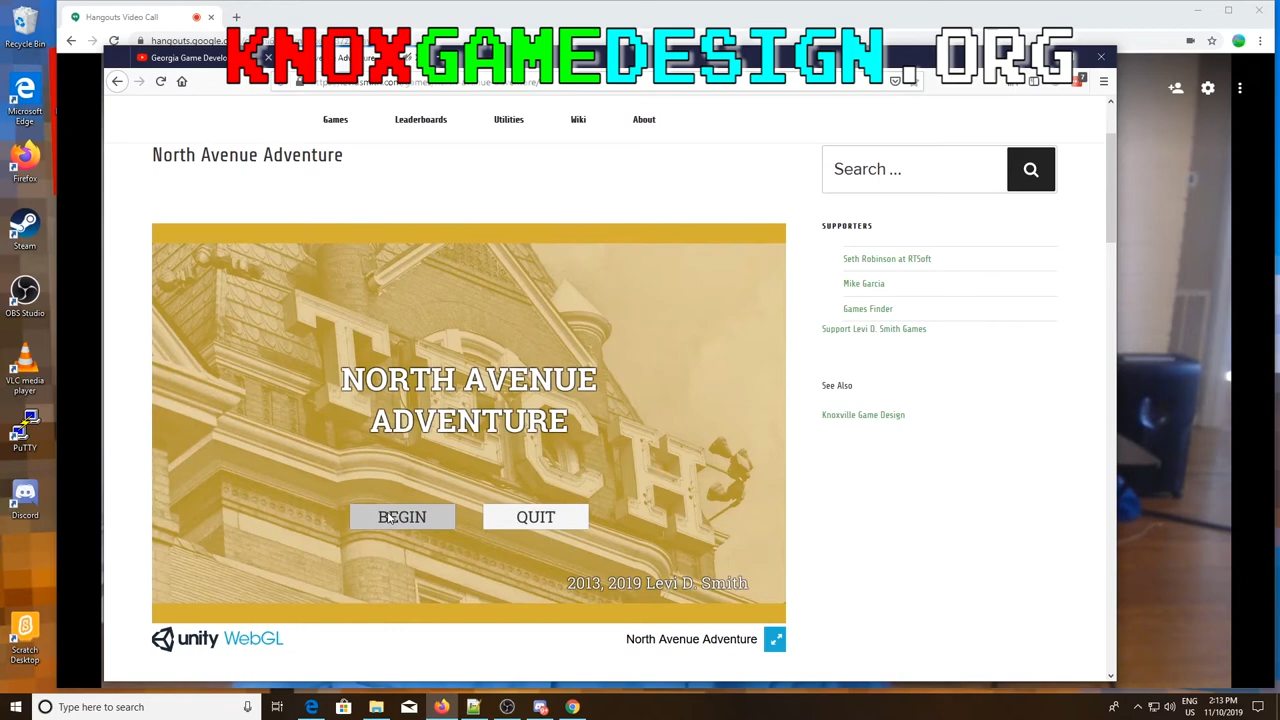 Recycle Bin
Hangouts Video Call
hangouts.google.c
KNOXGAMEDESIGN.ORG
Georgia Game Develo
Adventure
Games
Leaderboards
Utilities
Wiki
About
North Avenue Adventure
Search …
SUPPORTERS
Seth Robinson at RTSoft
Mike Garcia
Games Finder
Support Levi D. Smith Games
See Also
Knoxville Game Design
TECH
NORTH AVENUE
ADVENTURE
BEGIN
QUIT
2013, 2019 Levi D. Smith
unity WebGL
North Avenue Adventure
Microsoft
Edge
Firefox
Steam
OBS Studio
VLC media
player
PuTTY
Discord
Scratch
Desktop
7
Type here to search
ENG
US
2:13 PM
11/10/2019